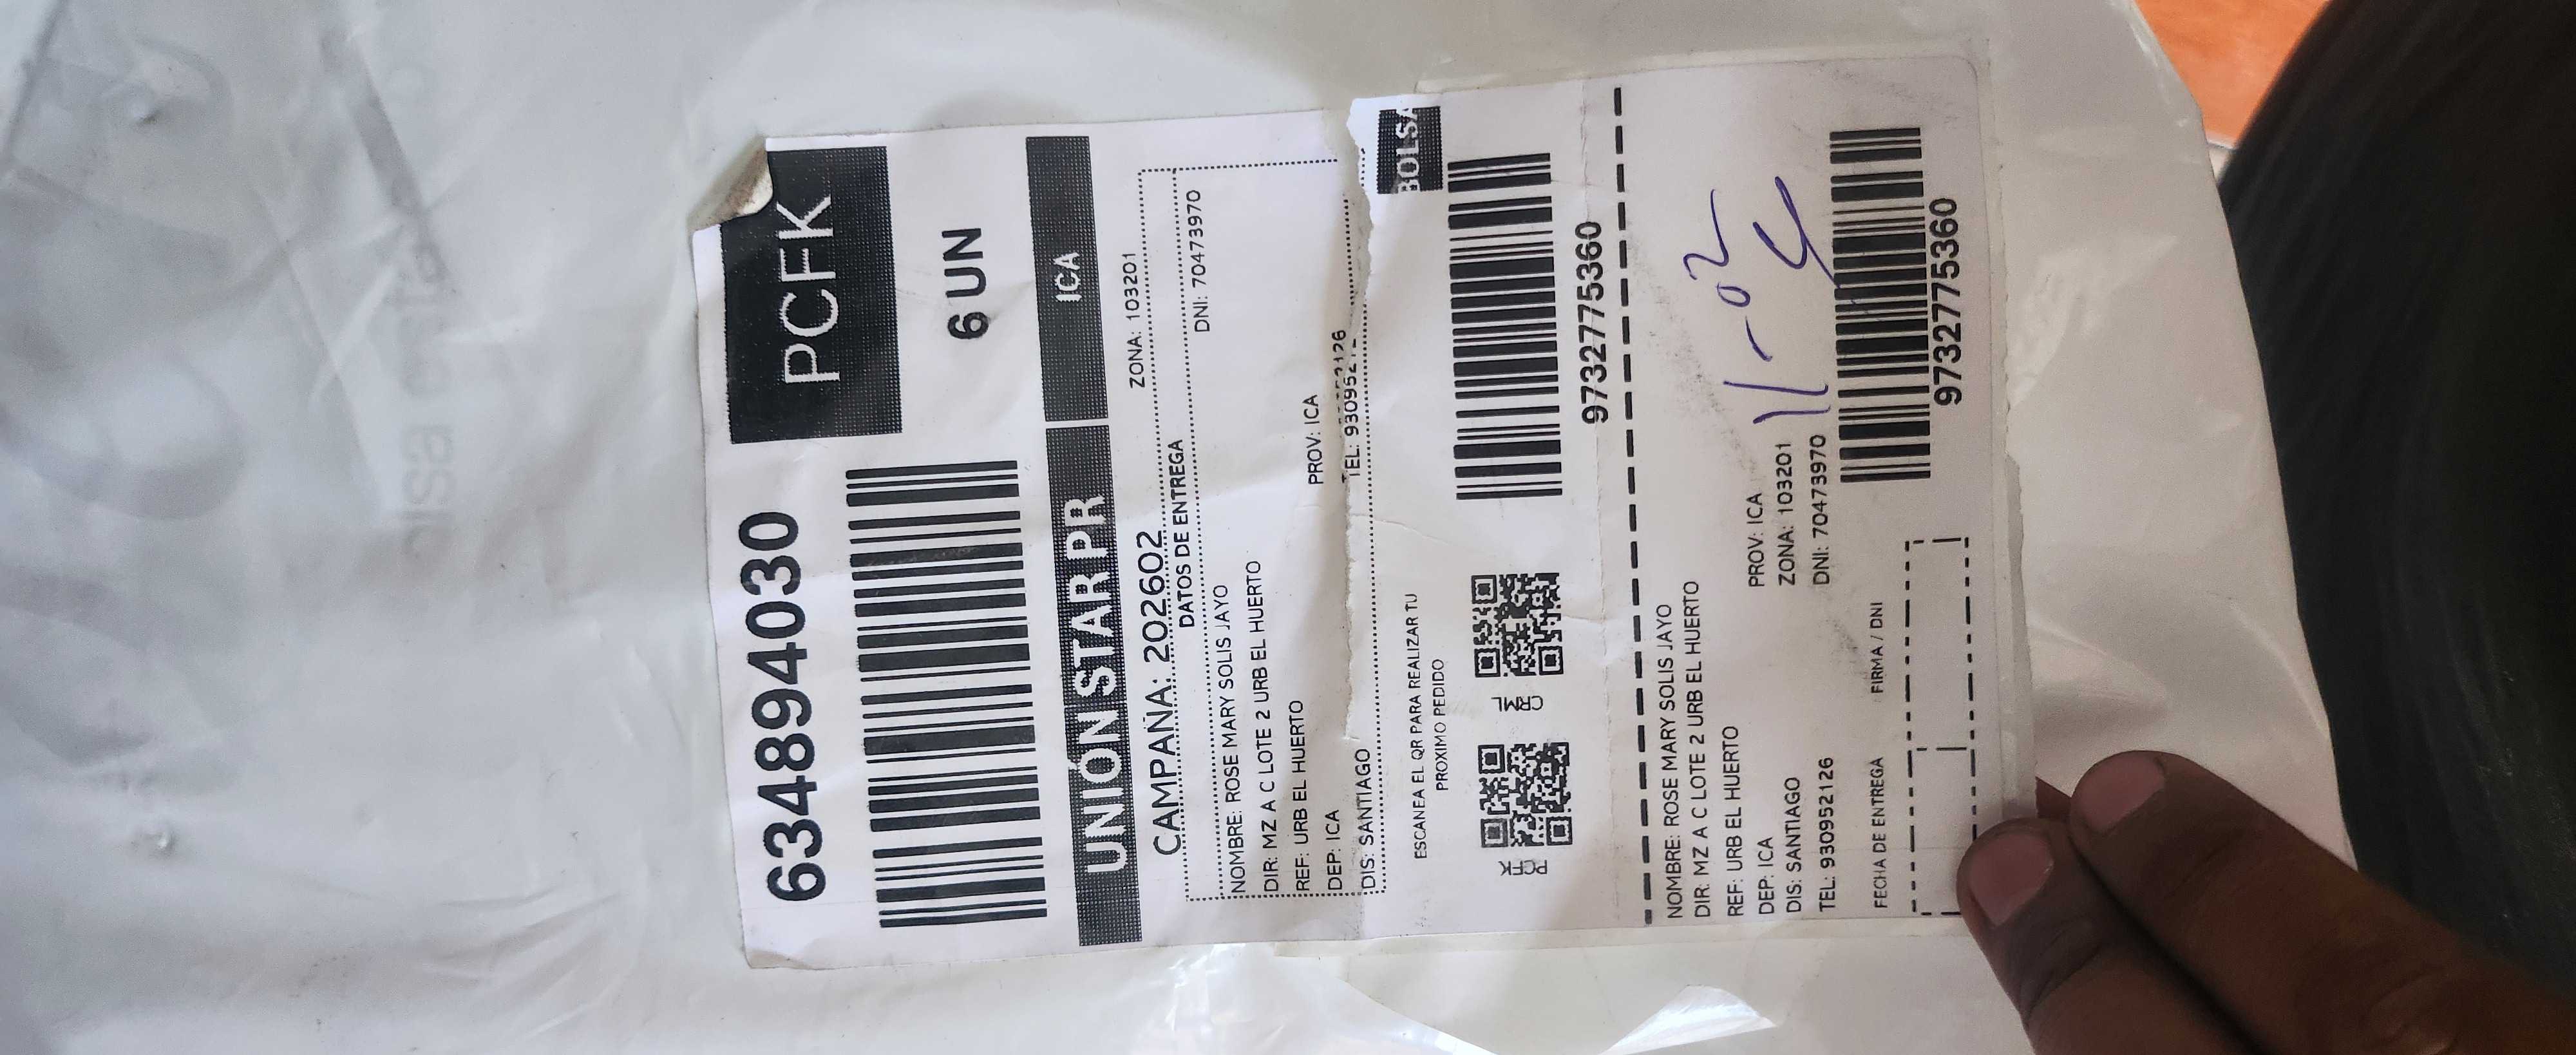 6348940​30
PCFK
6 UN
UNIÓN STAR PR
ICA
CAMPAÑA: 202602
ZONA: 103201
DATOS DE ENTREGA
NOMBRE: ROSE MARY SOLIS JAYO
DNI: 70473970
DIR: MZ A C LOTE 2 URB EL HUERTO
REF: URB EL HUERTO
DEP: ICA
PROV: ICA
DIS: SANTIAGO
TEL: 930952126
BOLSA
ESCANEA EL QR PARA REALIZAR TU
PROXIMO PEDIDO
PCFK
CRML
9732775360
NOMBRE: ROSE MARY SOLIS JAYO
DIR: MZ A C LOTE 2 URB EL HUERTO
REF: URB EL HUERTO
DEP: ICA
PROV: ICA
DIS: SANTIAGO
ZONA: 103201
TEL: 930952126
DNI: 70473970
11-02
FECHA DE ENTREGA
FIRMA / DNI
9732775360